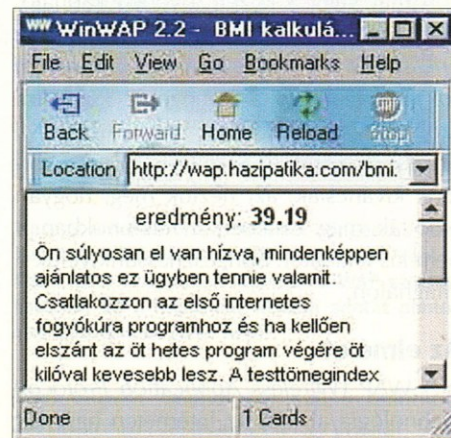 WinWAP 2.2 - BMI kalkulá...
File Edit View Go Bookmarks Help
Back Forward Home Reload Stop
Location http://wap.hazipatika.com/bmi.
eredmény: 39.19
Ön súlyosan el van hízva, mindenképpen
ajánlatos ez ügyben tennie valamit.
Csatlakozzon az első internetes
fogyókúra programhoz és ha kellően
elszánt az öt hetes program végére öt
kilóval kevesebb lesz. A testtömegindex
Done 1 Cards